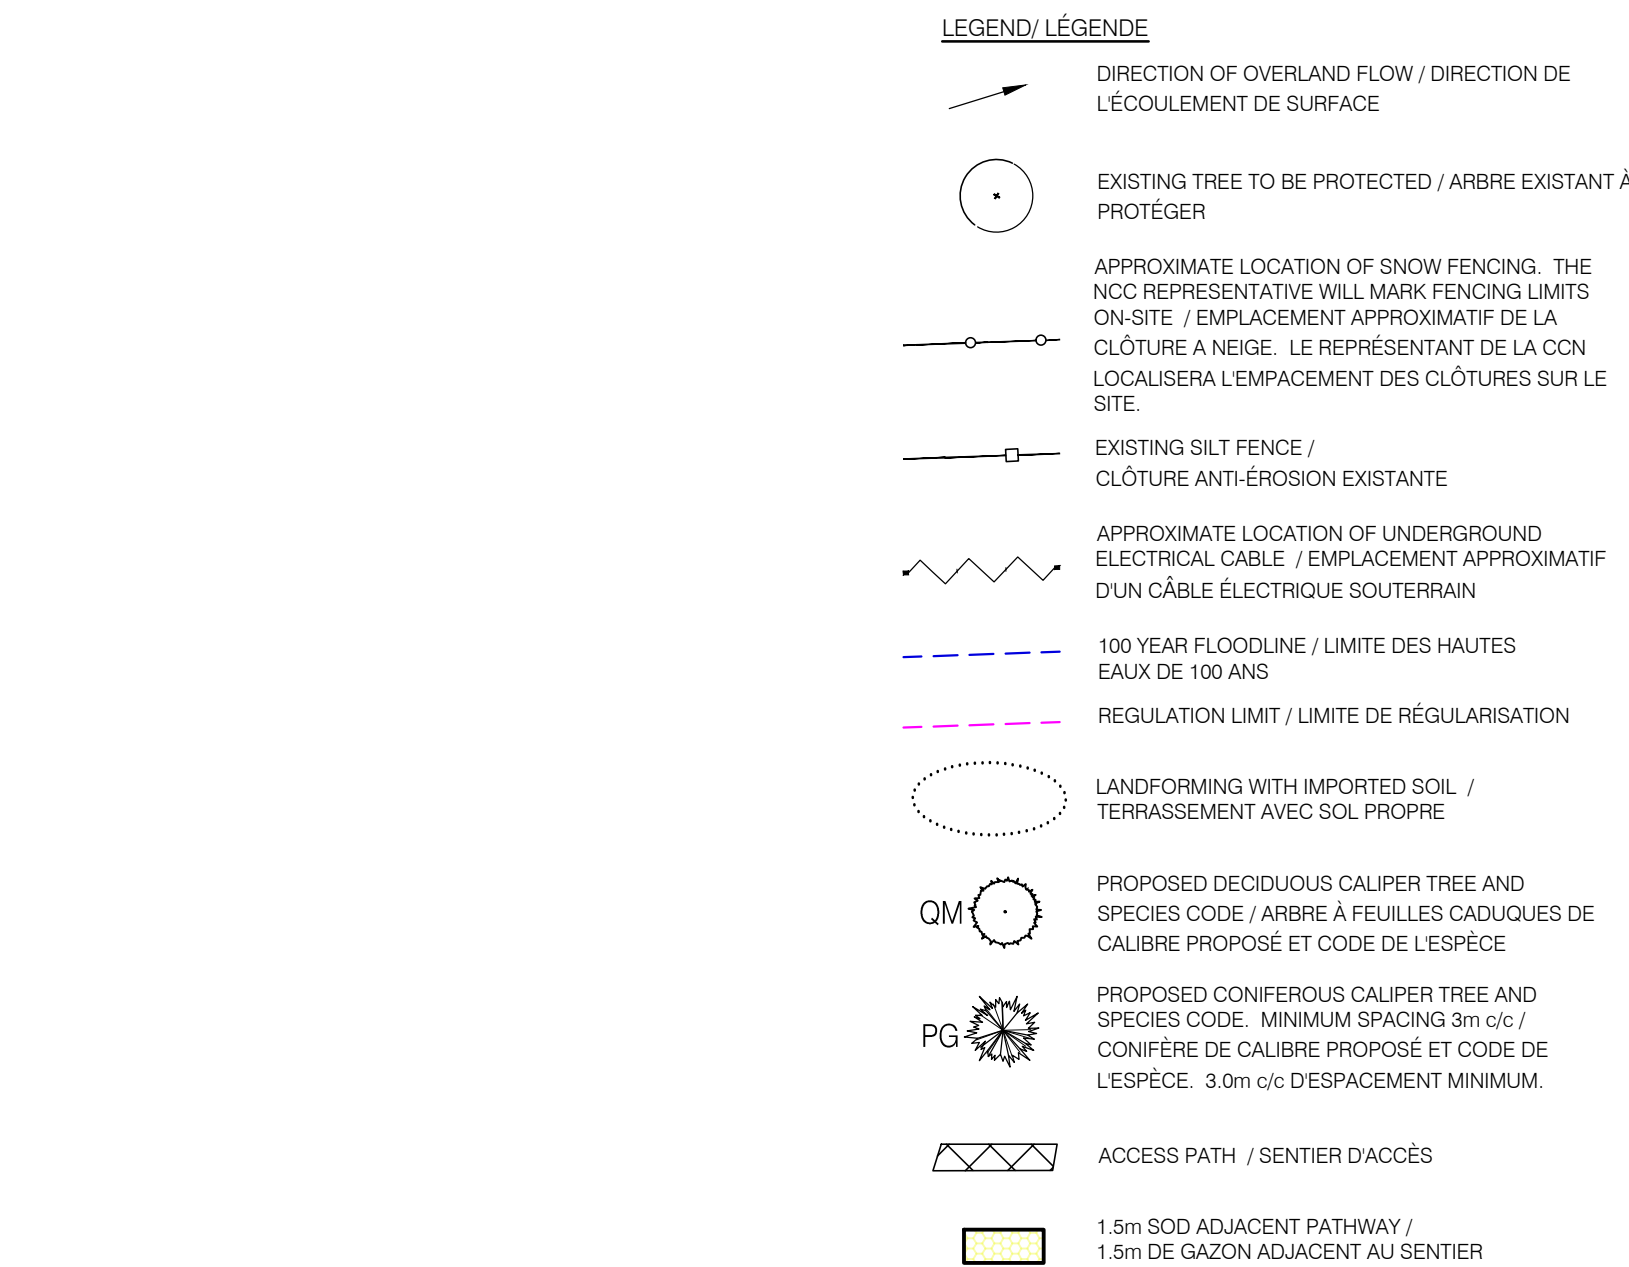 LEGEND/ LÉGENDE
DIRECTION OF OVERLAND FLOW / DIRECTION DE
L'ÉCOULEMENT DE SURFACE
EXISTING TREE TO BE PROTECTED / ARBRE EXISTANT À
PROTÉGER
APPROXIMATE LOCATION OF SNOW FENCING.  THE
NCC REPRESENTATIVE WILL MARK FENCING LIMITS
ON-SITE  / EMPLACEMENT APPROXIMATIF DE LA
CLÔTURE A NEIGE.  LE REPRÉSENTANT DE LA CCN
LOCALISERA L'EMPACEMENT DES CLÔTURES SUR LE
SITE.
EXISTING SILT FENCE /
CLÔTURE ANTI-ÉROSION EXISTANTE
APPROXIMATE LOCATION OF UNDERGROUND
ELECTRICAL CABLE  / EMPLACEMENT APPROXIMATIF
D'UN CÂBLE ÉLECTRIQUE SOUTERRAIN
100 YEAR FLOODLINE / LIMITE DES HAUTES
EAUX DE 100 ANS
REGULATION LIMIT / LIMITE DE RÉGULARISATION
LANDFORMING WITH IMPORTED SOIL  /
TERRASSEMENT AVEC SOL PROPRE
QM
PROPOSED DECIDUOUS CALIPER TREE AND
SPECIES CODE / ARBRE À FEUILLES CADUQUES DE
CALIBRE PROPOSÉ ET CODE DE L'ESPÈCE
PG
PROPOSED CONIFEROUS CALIPER TREE AND
SPECIES CODE.  MINIMUM SPACING 3m c/c /
CONIFÈRE DE CALIBRE PROPOSÉ ET CODE DE
L'ESPÈCE.  3.0m c/c D'ESPACEMENT MINIMUM.
ACCESS PATH  / SENTIER D'ACCÈS
1.5m SOD ADJACENT PATHWAY /
1.5m DE GAZON ADJACENT AU SENTIER